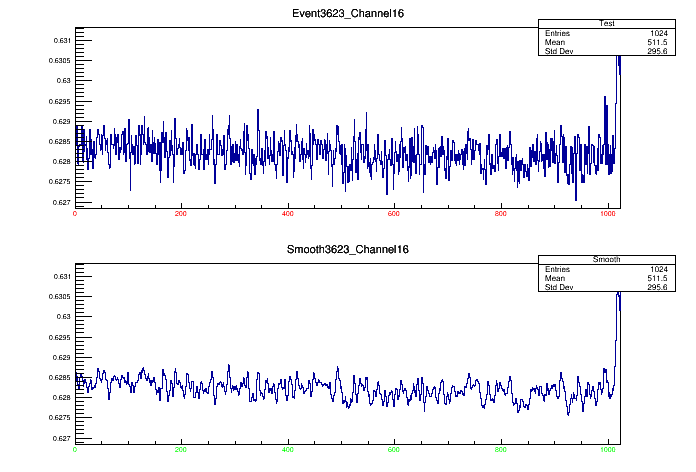 Event3623_Channel16
Test
Entries 1024
Mean 511.5
Std Dev 295.6
0.631
0.6305
0.63
0.6295
0.629
0.6285
0.628
0.6275
0.627
0 200 400 600 800 1000
Smooth3623_Channel16
Smooth
Entries 1024
Mean 511.5
Std Dev 295.6
0.631
0.6305
0.63
0.6295
0.629
0.6285
0.628
0.6275
0.627
0 200 400 600 800 1000